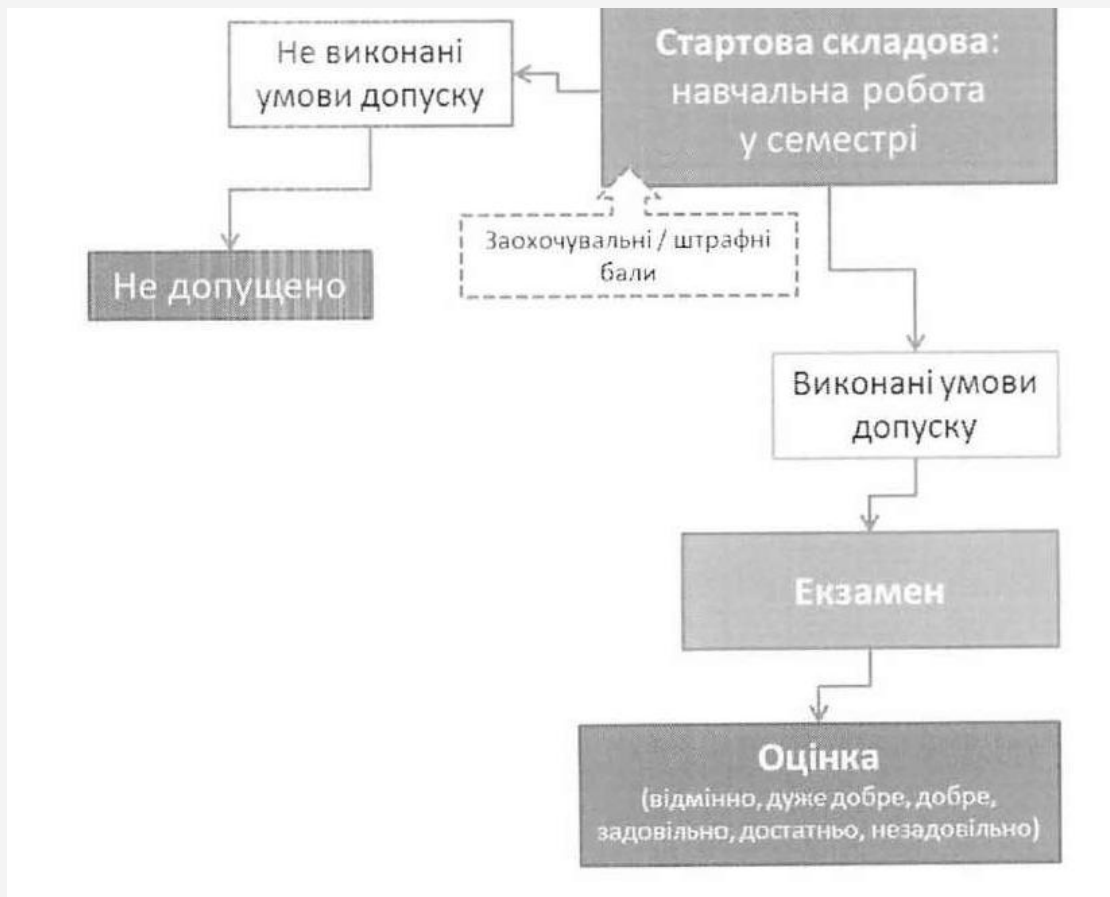 Стартова складова:
навчальна робота
у семестрі
Не виконані
умови допуску
Не допущено
Заохочувальні / штрафні
бали
Виконані умови
допуску
Екзамен
Оцінка
(відмінно, дуже добре, добре,
задовільно, достатньо, незадовільно)